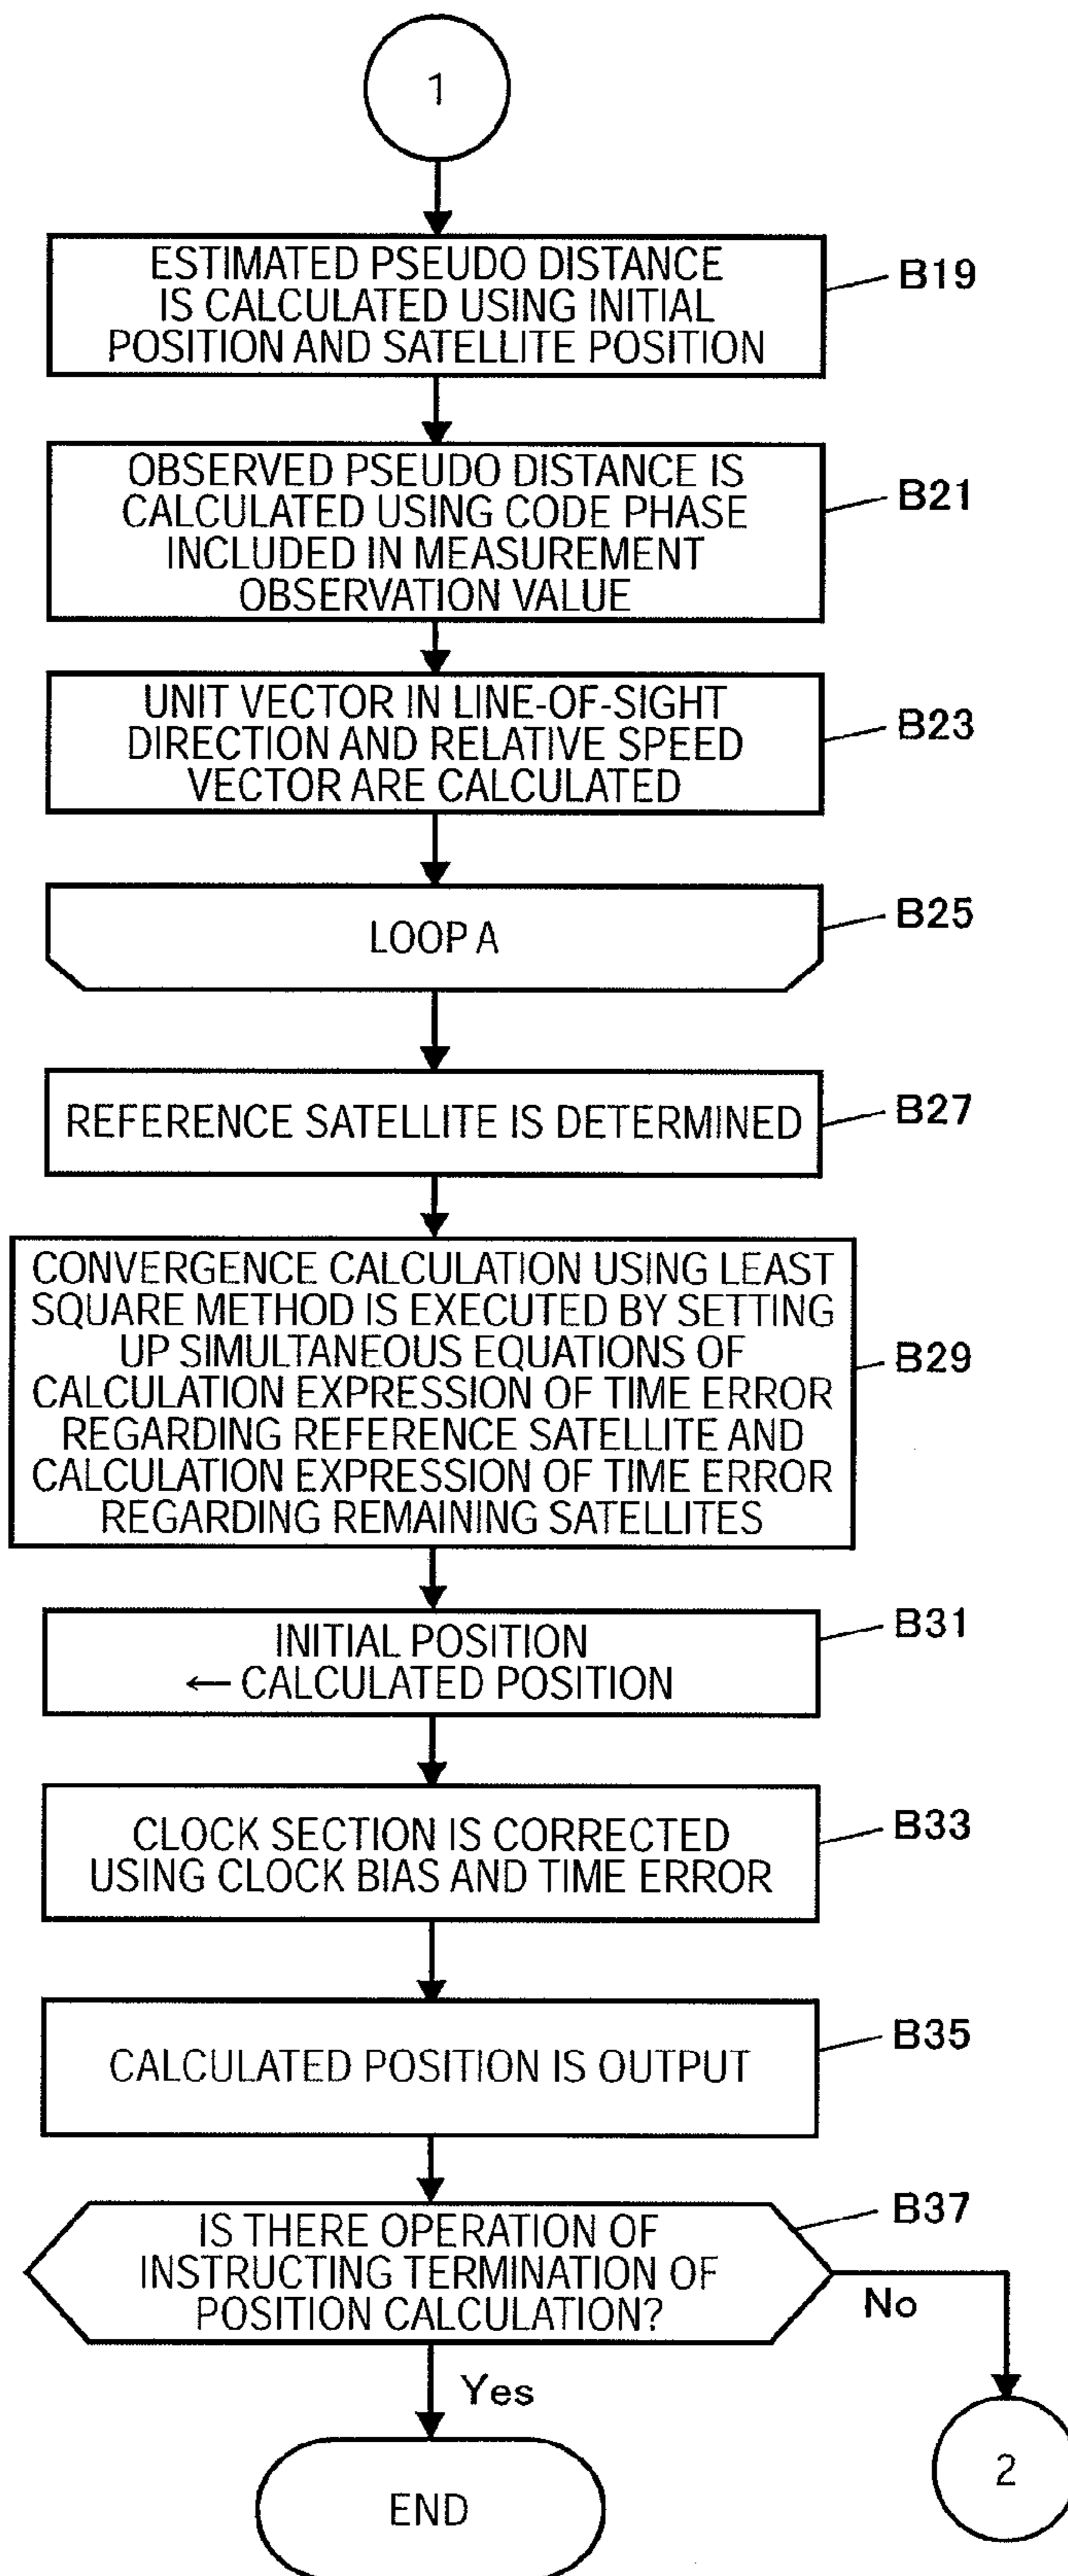 1
ESTIMATED PSEUDO DISTANCE
IS CALCULATED USING INITIAL
POSITION AND SATELLITE POSITION
B19
OBSERVED PSEUDO DISTANCE IS
CALCULATED USING CODE PHASE
INCLUDED IN MEASUREMENT
OBSERVATION VALUE
B21
UNIT VECTOR IN LINE-OF-SIGHT
DIRECTION AND RELATIVE SPEED
VECTOR ARE CALCULATED
B23
LOOP A
B25
REFERENCE SATELLITE IS DETERMINED
B27
CONVERGENCE CALCULATION USING LEAST
SQUARE METHOD IS EXECUTED BY SETTING
UP SIMULTANEOUS EQUATIONS OF
CALCULATION EXPRESSION OF TIME ERROR
REGARDING REFERENCE SATELLITE AND
CALCULATION EXPRESSION OF TIME ERROR
REGARDING REMAINING SATELLITES
B29
INITIAL POSITION
← CALCULATED POSITION
B31
CLOCK SECTION IS CORRECTED
USING CLOCK BIAS AND TIME ERROR
B33
CALCULATED POSITION IS OUTPUT
B35
IS THERE OPERATION OF
INSTRUCTING TERMINATION OF
POSITION CALCULATION?
B37
No
Yes
2
END